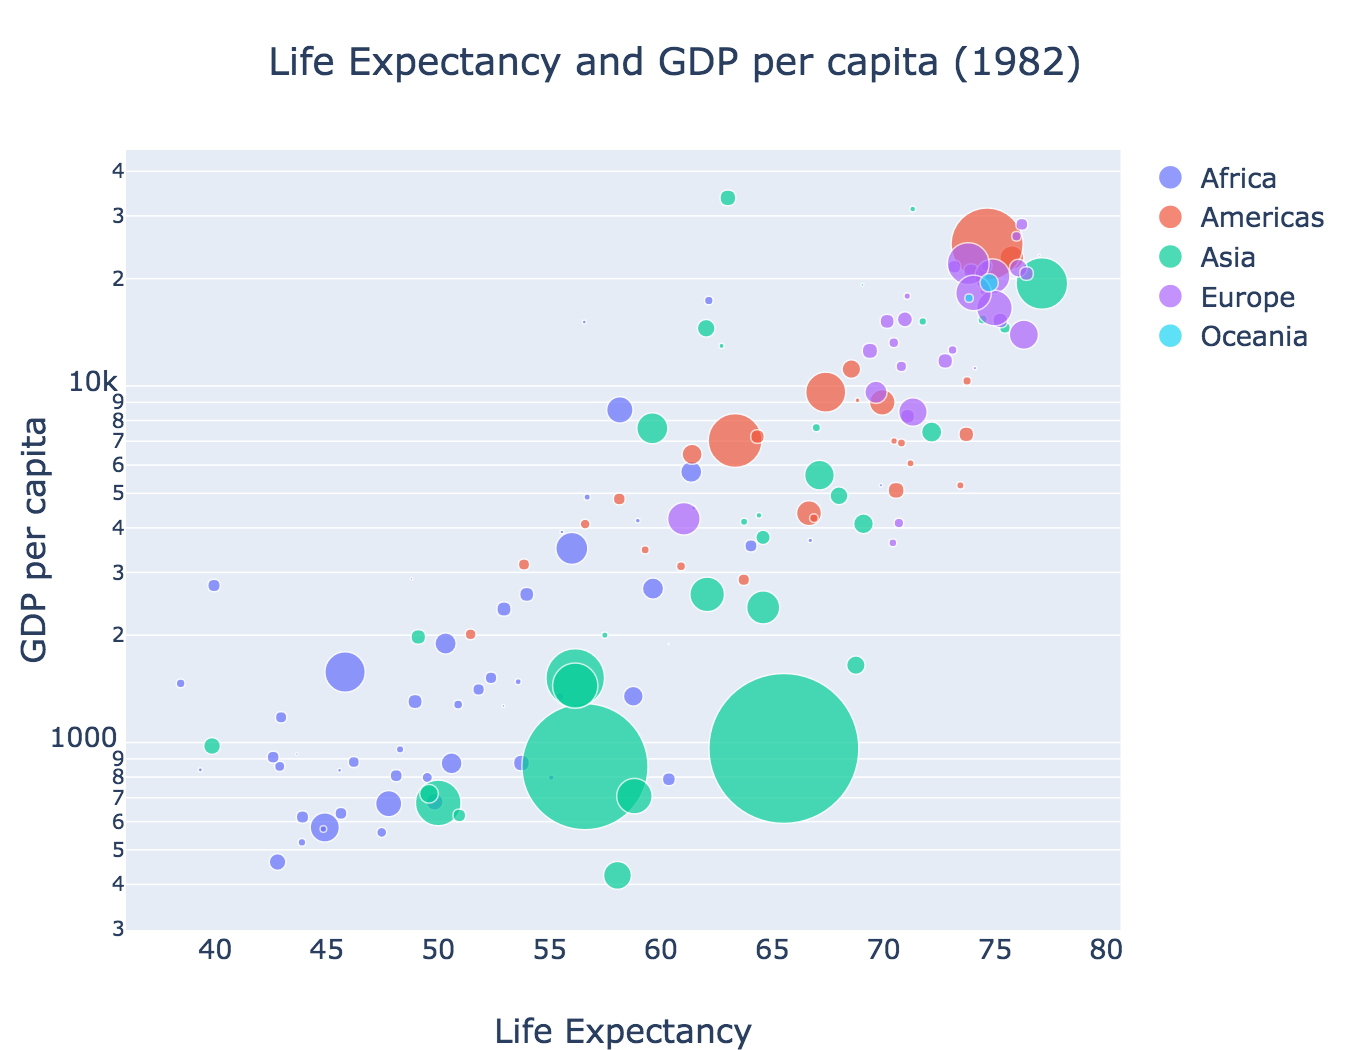 Life Expectancy and GDP per capita (1982)
Africa
Americas
Asia
Europe
Oceania
GDP per capita
4
3
2
10k
9
8
7
6
5
4
3
2
1000
9
8
7
6
5
4
3
40 45 50 55 60 65 70 75 80
Life Expectancy